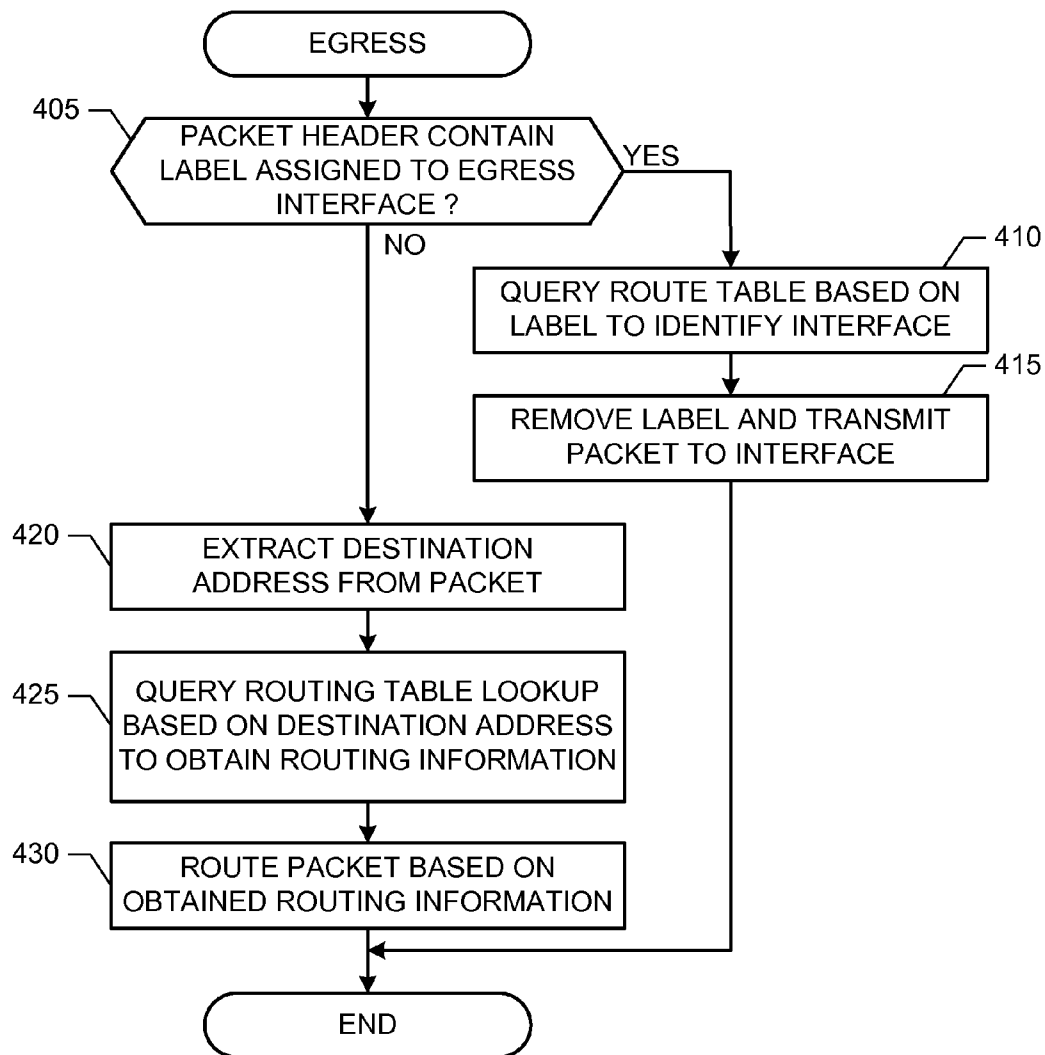 EGRESS
405
PACKET HEADER CONTAIN
LABEL ASSIGNED TO EGRESS
INTERFACE ?
YES
NO
410
QUERY ROUTE TABLE BASED ON
LABEL TO IDENTIFY INTERFACE
415
REMOVE LABEL AND TRANSMIT
PACKET TO INTERFACE
420
EXTRACT DESTINATION
ADDRESS FROM PACKET
425
QUERY ROUTING TABLE LOOKUP
BASED ON DESTINATION ADDRESS
TO OBTAIN ROUTING INFORMATION
430
ROUTE PACKET BASED ON
OBTAINED ROUTING INFORMATION
END